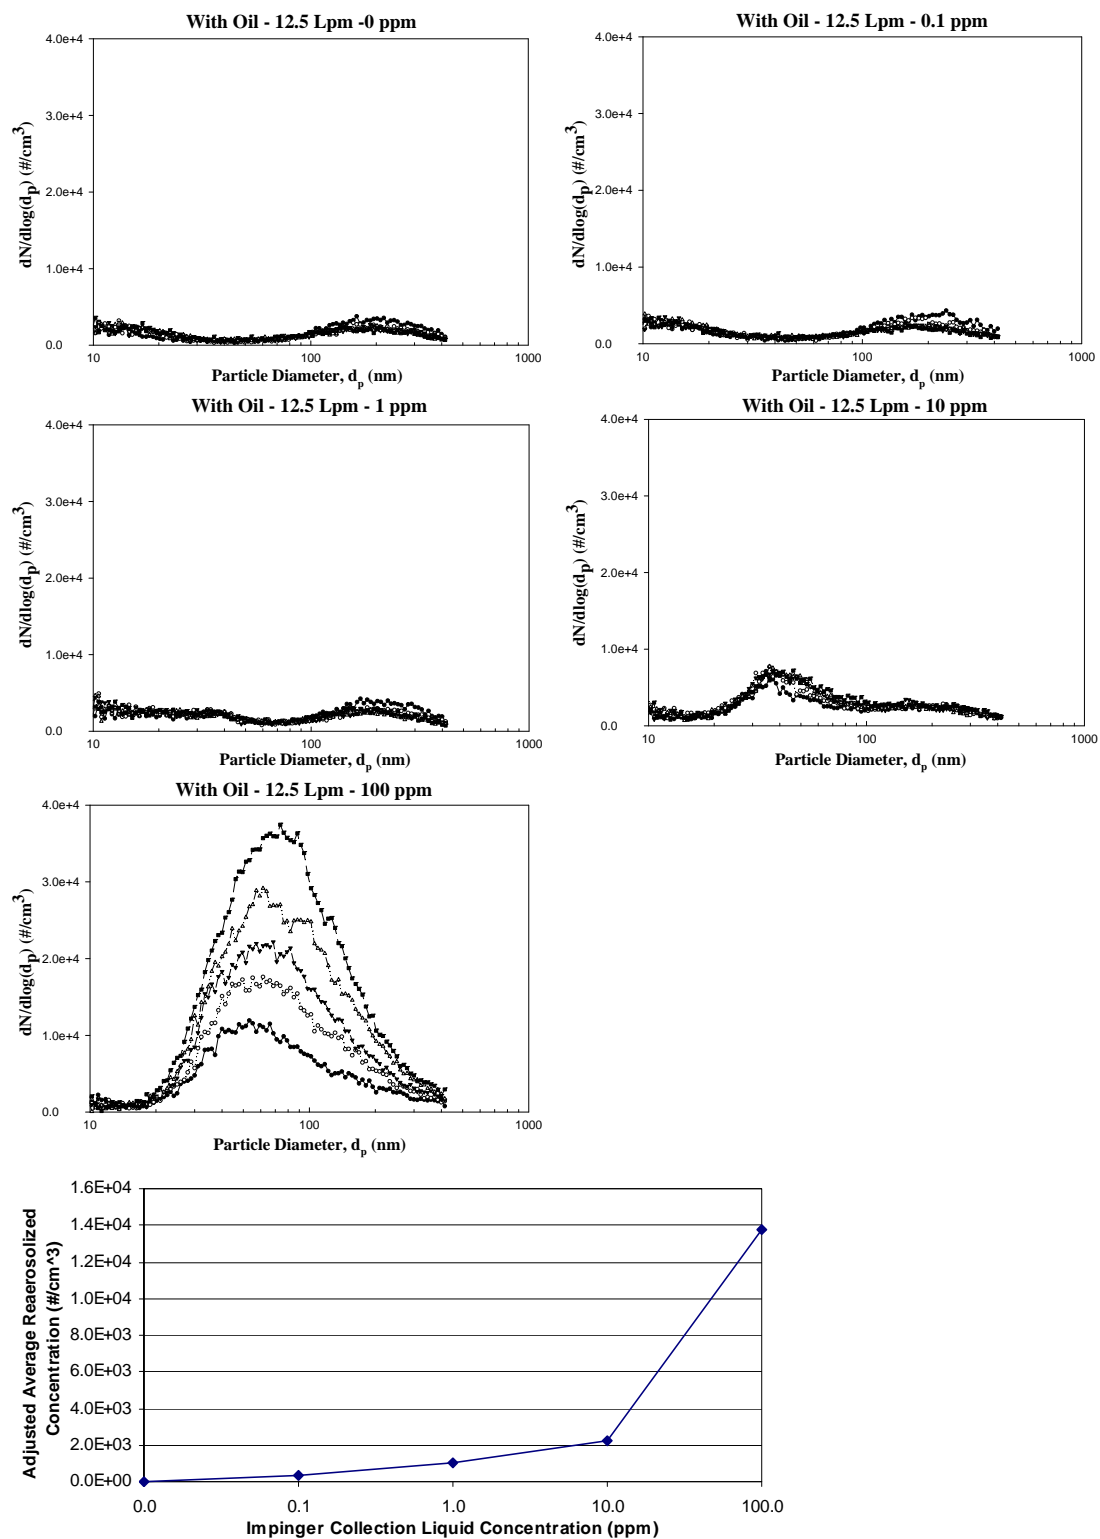 With Oil - 12.5 Lpm -0 ppm
4.0e+4
3.0e+4
2.0e+4
1.0e+4
0.0
dN/dlog(dp) (#/cm3)
10 100 1000
Particle Diameter, dp (nm)
With Oil - 12.5 Lpm - 0.1 ppm
4.0e+4
3.0e+4
2.0e+4
1.0e+4
0.0
dN/dlog(dp) (#/cm3)
10 100 1000
Particle Diameter, dp (nm)
With Oil - 12.5 Lpm - 1 ppm
4.0e+4
3.0e+4
2.0e+4
1.0e+4
0.0
dN/dlog(dp) (#/cm3)
10 100 1000
Particle Diameter, dp (nm)
With Oil - 12.5 Lpm - 10 ppm
4.0e+4
3.0e+4
2.0e+4
1.0e+4
0.0
dN/dlog(dp) (#/cm3)
10 100 1000
Particle Diameter, dp (nm)
With Oil - 12.5 Lpm - 100 ppm
4.0e+4
3.0e+4
2.0e+4
1.0e+4
0.0
dN/dlog(dp) (#/cm3)
10 100 1000
Particle Diameter, dp (nm)
Adjusted Average Reaerosolized
Concentration (#/cm^3)
1.6E+04
1.4E+04
1.2E+04
1.0E+04
8.0E+03
6.0E+03
4.0E+03
2.0E+03
0.0E+00
0.0 0.1 1.0 10.0 100.0
Impinger Collection Liquid Concentration (ppm)